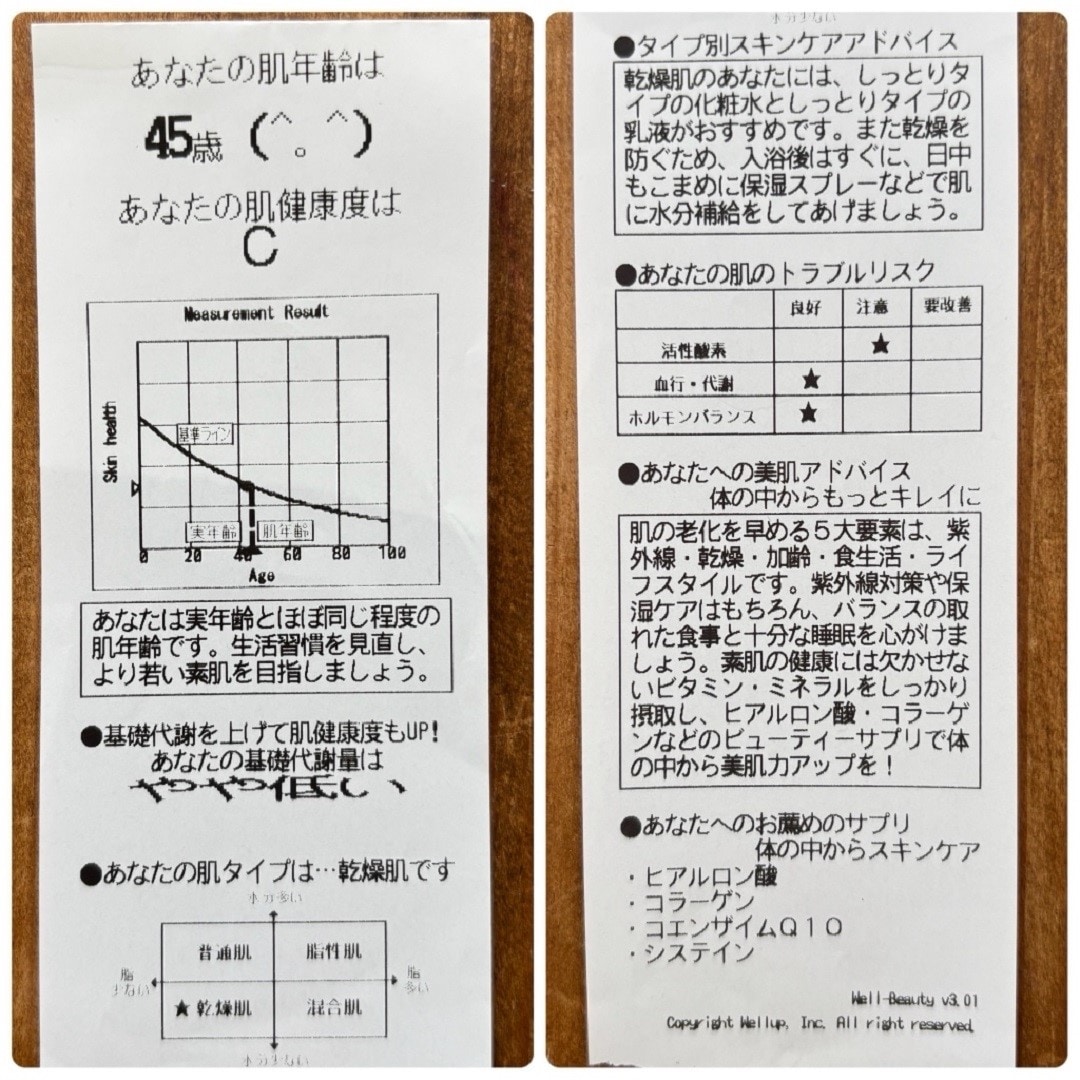 あなたの肌年齢は
45歳 (^。^)
あなたの肌健康度は
C
Measurement Result
Skin health
基準ライン
実年齢 肌年齢
0 20 40 60 80 100
Age
あなたは実年齢とほぼ同じ程度の
肌年齢です。生活習慣を見直し、
より若い素肌を目指しましょう。
●基礎代謝を上げて肌健康度もUP!
あなたの基礎代謝量は
やや低い
●あなたの肌タイプは…乾燥肌です
水分多い
普通肌 脂性肌
脂少ない
脂多い
★乾燥肌 混合肌
水分少ない
水分少ない
●タイプ別スキンケアアドバイス
乾燥肌のあなたには、しっとりタ
イプの化粧水としっとりタイプの
乳液がおすすめです。また乾燥を
防ぐため、入浴後はすぐに、日中
もこまめに保湿スプレーなどで肌
に水分補給をしてあげましょう。
●あなたの肌のトラブルリスク
良好 注意 要改善
活性酸素 ★
血行・代謝 ★
ホルモンバランス ★
●あなたへの美肌アドバイス
体の中からもっとキレイに
肌の老化を早める5大要素は、紫
外線・乾燥・加齢・食生活・ライ
フスタイルです。紫外線対策や保
湿ケアはもちろん、バランスの取
れた食事と十分な睡眠を心がけま
しょう。素肌の健康には欠かせな
いビタミン・ミネラルをしっかり
摂取し、ヒアルロン酸・コラーゲ
ンなどのビューティーサプリで体
の中から美肌力アップを!
●あなたへのお薦めのサプリ
体の中からスキンケア
・ヒアルロン酸
・コラーゲン
・コエンザイムQ10
・システイン
Well-Beauty v3.01
Copyright Wellup, Inc. All right reserved.